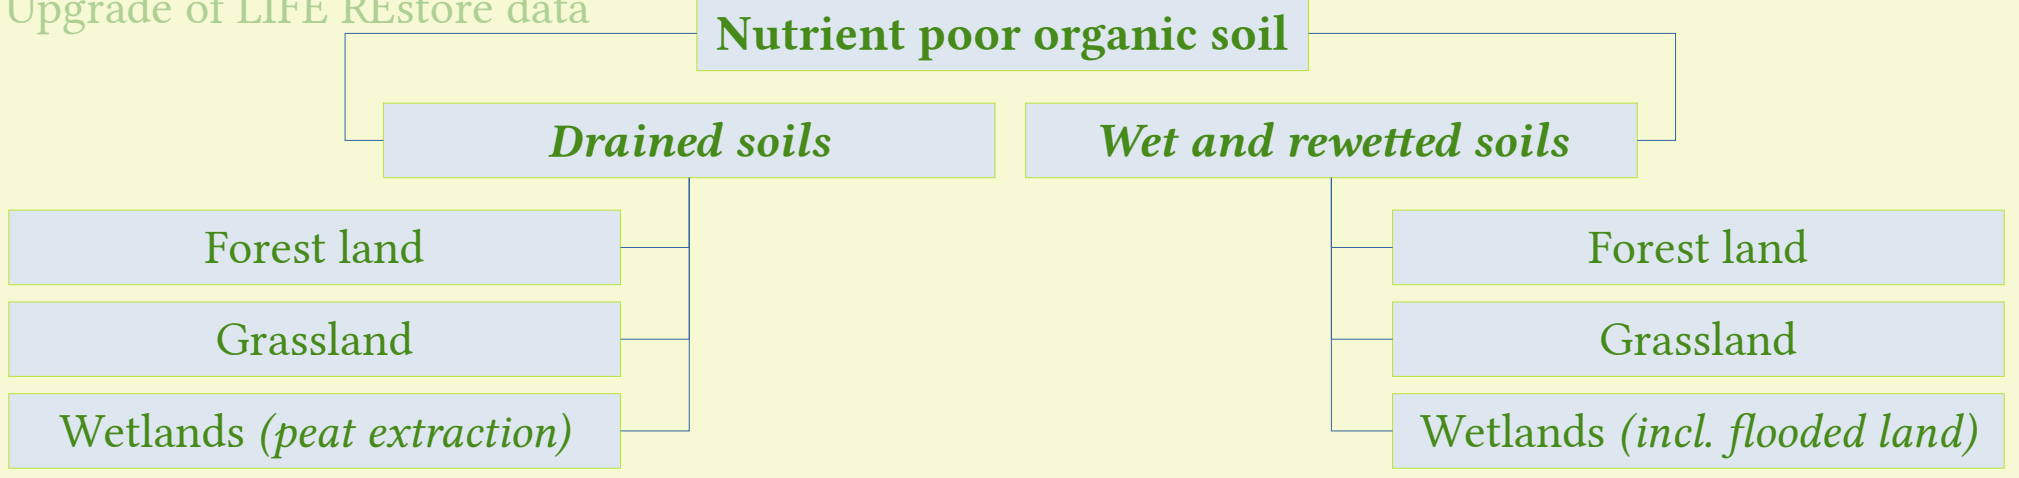 Upgrade of LIFE REstore data
Nutrient poor organic soil
Drained soils
Wet and rewetted soils
Forest land
Forest land
Grassland
Grassland
Wetlands (peat extraction)
Wetlands (incl. flooded land)